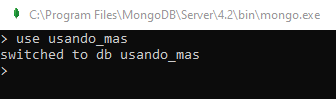 C:\Program Files\MongoDB\Server\4.2\bin\mongo.exe
> use usando_mas
switched to db usando_mas
>